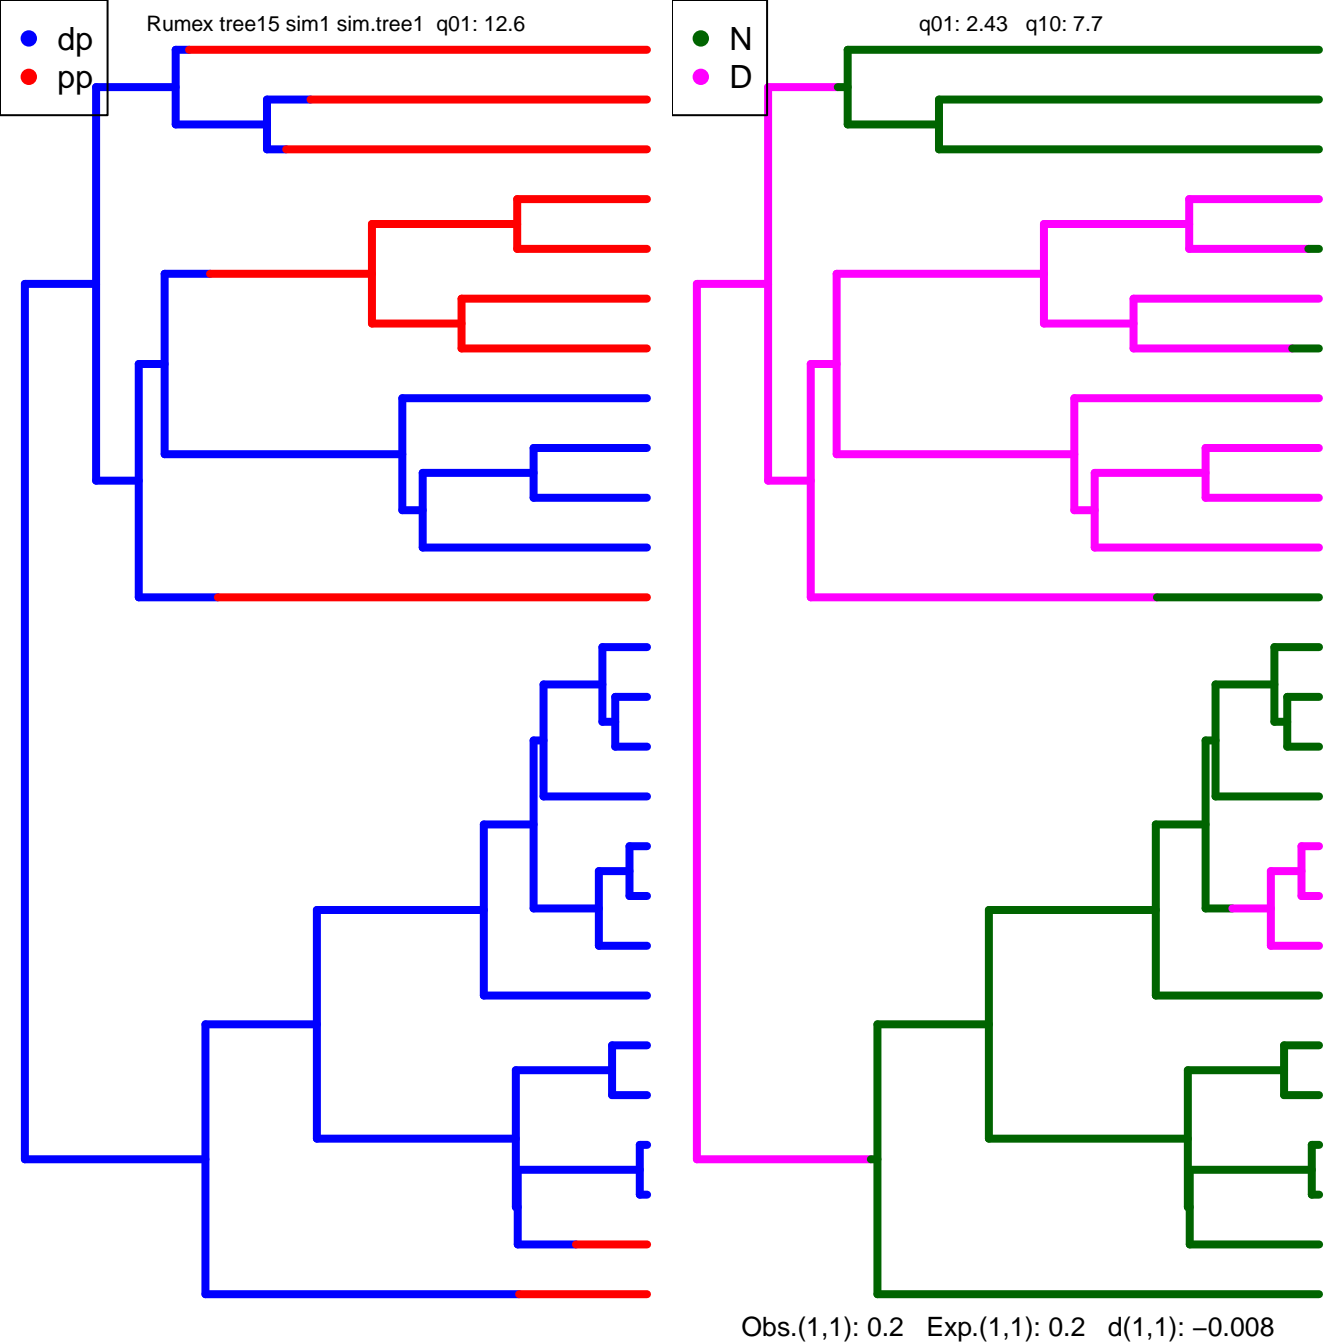 Rumex tree15 sim1 sim.tree1 q01: 12.6
dp
pp
q01: 2.43 q10: 7.7
N
D
Obs.(1,1): 0.2 Exp.(1,1): 0.2 d(1,1): −0.008